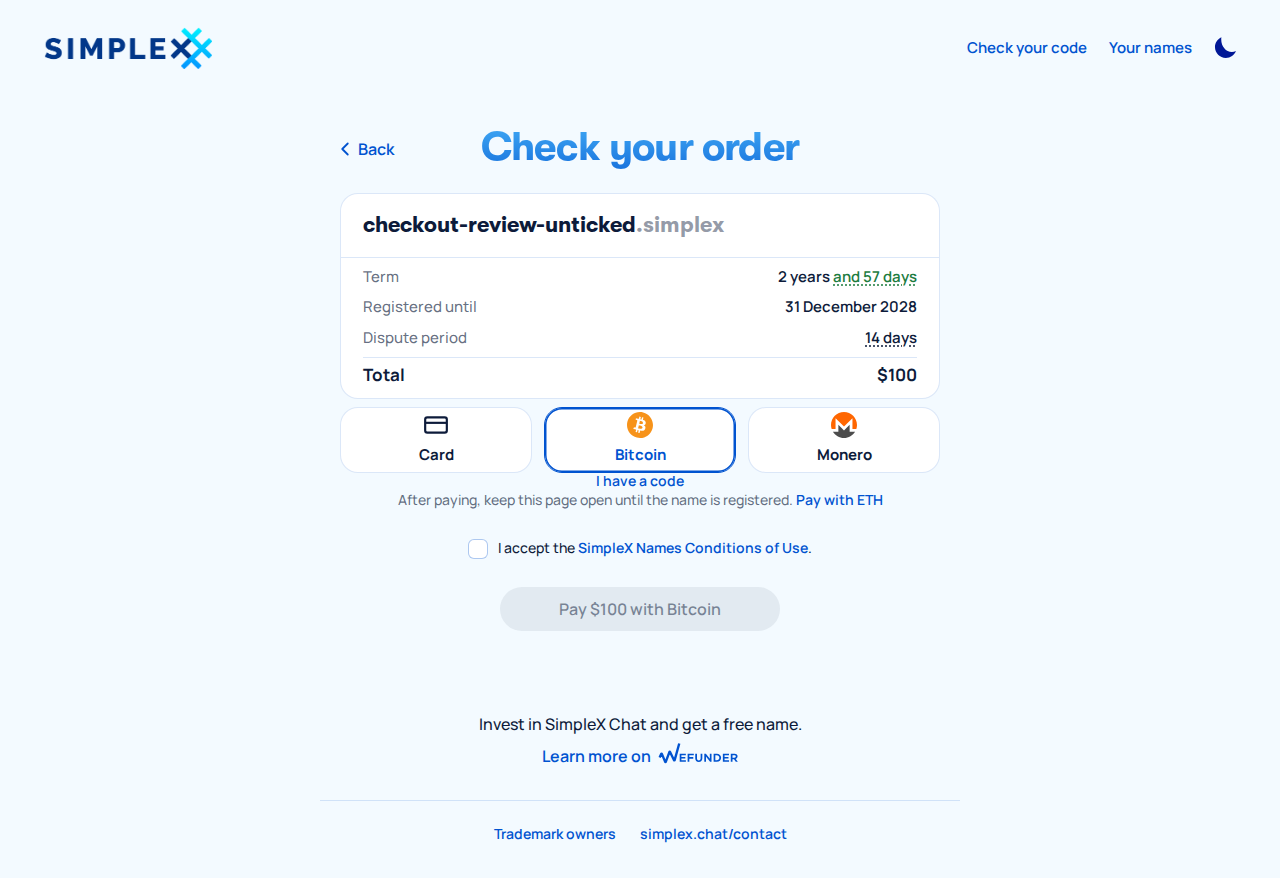 SIMPLEX
Check your code
Your names
Back
Check your order
checkout-review-unticked.simplex
Term
2 years and 57 days
Registered until
31 December 2028
Dispute period
14 days
Total
$100
Card
Bitcoin
Monero
I have a code
After paying, keep this page open until the name is registered. Pay with ETH
I accept the SimpleX Names Conditions of Use.
Pay $100 with Bitcoin
Invest in SimpleX Chat and get a free name.
Learn more on WEFUNDER
Trademark owners
simplex.chat/contact